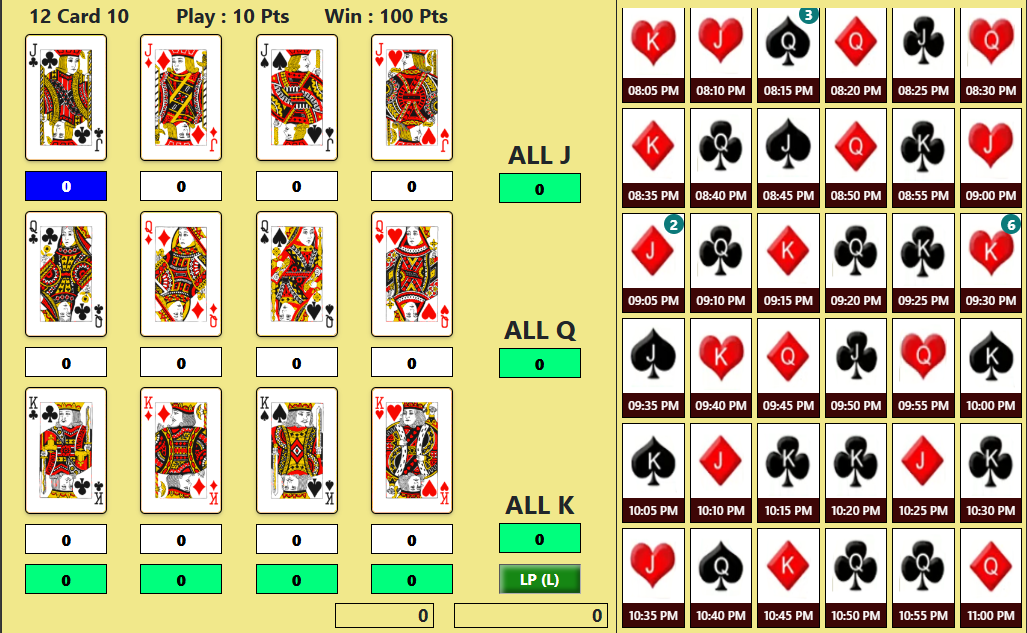 12 Card 10 Play : 10 Pts Win : 100 Pts
J J J J
J J J J
ALL J
0 0 0 0 0
Q Q Q Q
Q Q Q Q
ALL Q
0 0 0 0 0
K K K K
K K K K
ALL K
0 0 0 0 0
0 0 0 0 LP (L)
0 0
3
K J Q Q J Q
08:05 PM 08:10 PM 08:15 PM 08:20 PM 08:25 PM 08:30 PM
K Q J Q K J
08:35 PM 08:40 PM 08:45 PM 08:50 PM 08:55 PM 09:00 PM
2 6
J Q K Q K K
09:05 PM 09:10 PM 09:15 PM 09:20 PM 09:25 PM 09:30 PM
J K Q J Q K
09:35 PM 09:40 PM 09:45 PM 09:50 PM 09:55 PM 10:00 PM
K J K K J K
10:05 PM 10:10 PM 10:15 PM 10:20 PM 10:25 PM 10:30 PM
J Q K Q Q Q
10:35 PM 10:40 PM 10:45 PM 10:50 PM 10:55 PM 11:00 PM